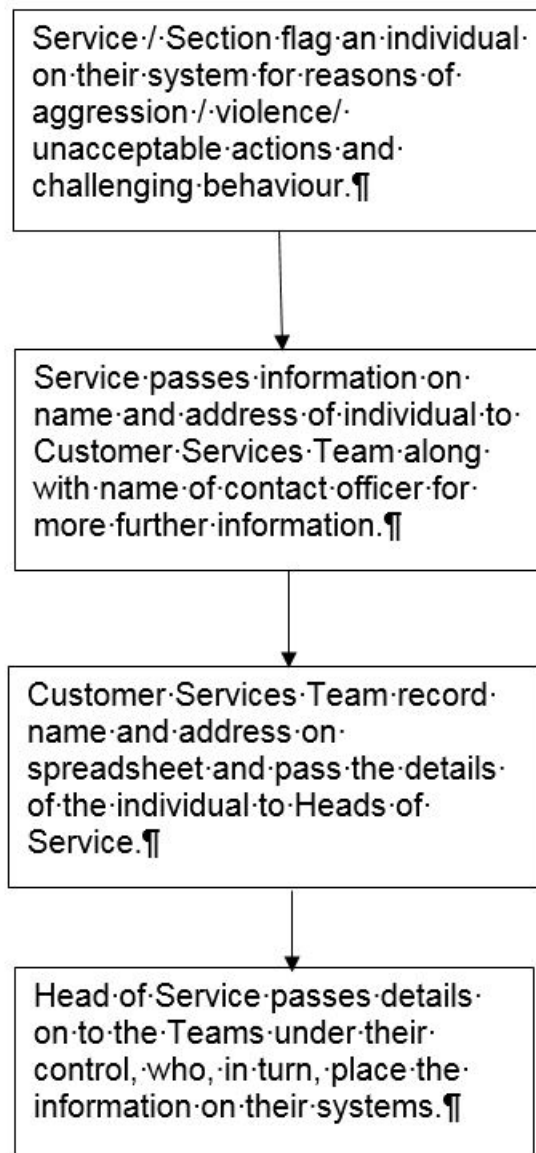 Service / Section flag an individual
on their system for reasons of
aggression / violence/
unacceptable actions and
challenging behaviour.¶
Service passes information on
name and address of individual to
Customer Services Team along
with name of contact officer for
more further information.¶
Customer Services Team record
name and address on
spreadsheet and pass the details
of the individual to Heads of
Service.¶
Head of Service passes details
on to the Teams under their
control, who, in turn, place the
information on their systems.¶